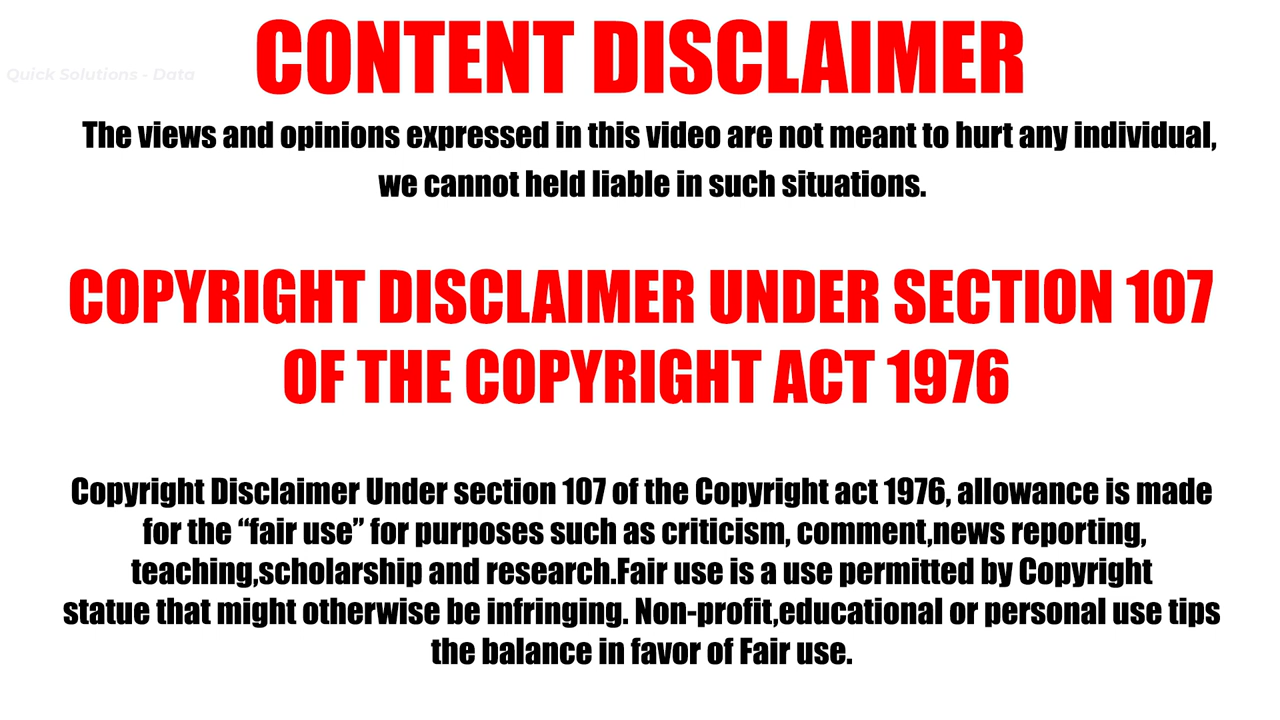 CONTENT DISCLAIMER
Quick Solutions - Data
The views and opinions expressed in this video are not meant to hurt any individual,
we cannot held liable in such situations.
COPYRIGHT DISCLAIMER UNDER SECTION 107
OF THE COPYRIGHT ACT 1976
Copyright Disclaimer Under section 107 of the Copyright act 1976, allowance is made
for the “fair use” for purposes such as criticism, comment,news reporting,
teaching,scholarship and research.Fair use is a use permitted by Copyright
statue that might otherwise be infringing. Non-profit,educational or personal use tips
the balance in favor of Fair use.